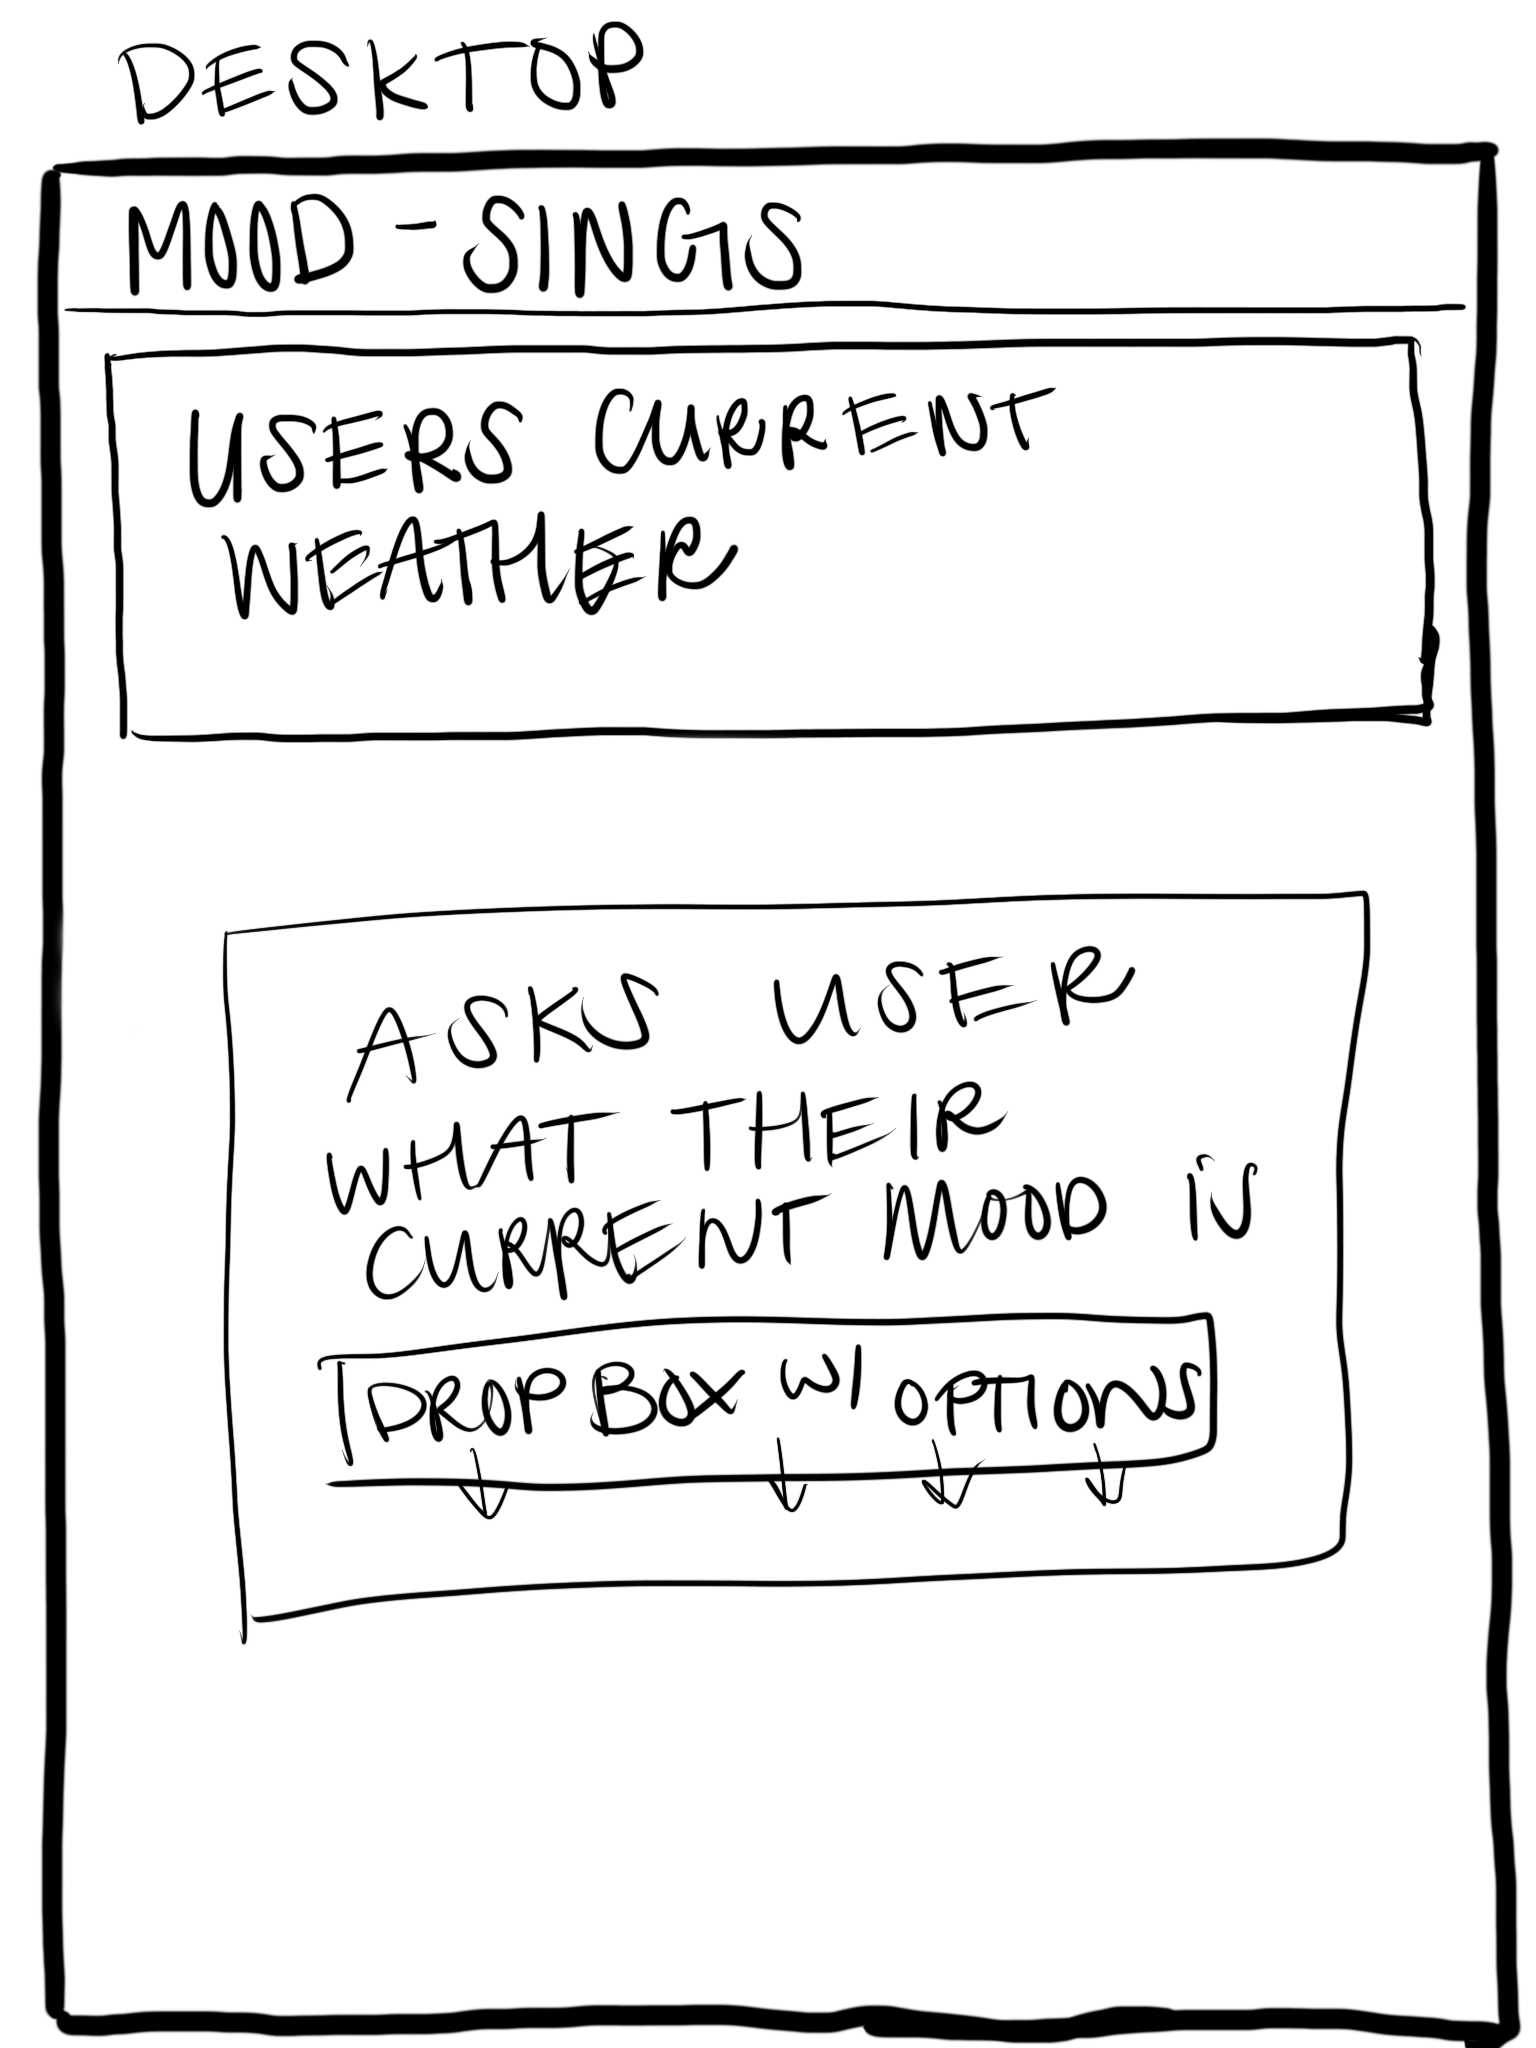 DESKTOP
MOOD - SINGS
USERS CURRENT
WEATHER
ASKS USER
WHAT THEIR
CURRENT MOOD is
DROP BOX w/ OPTIONS